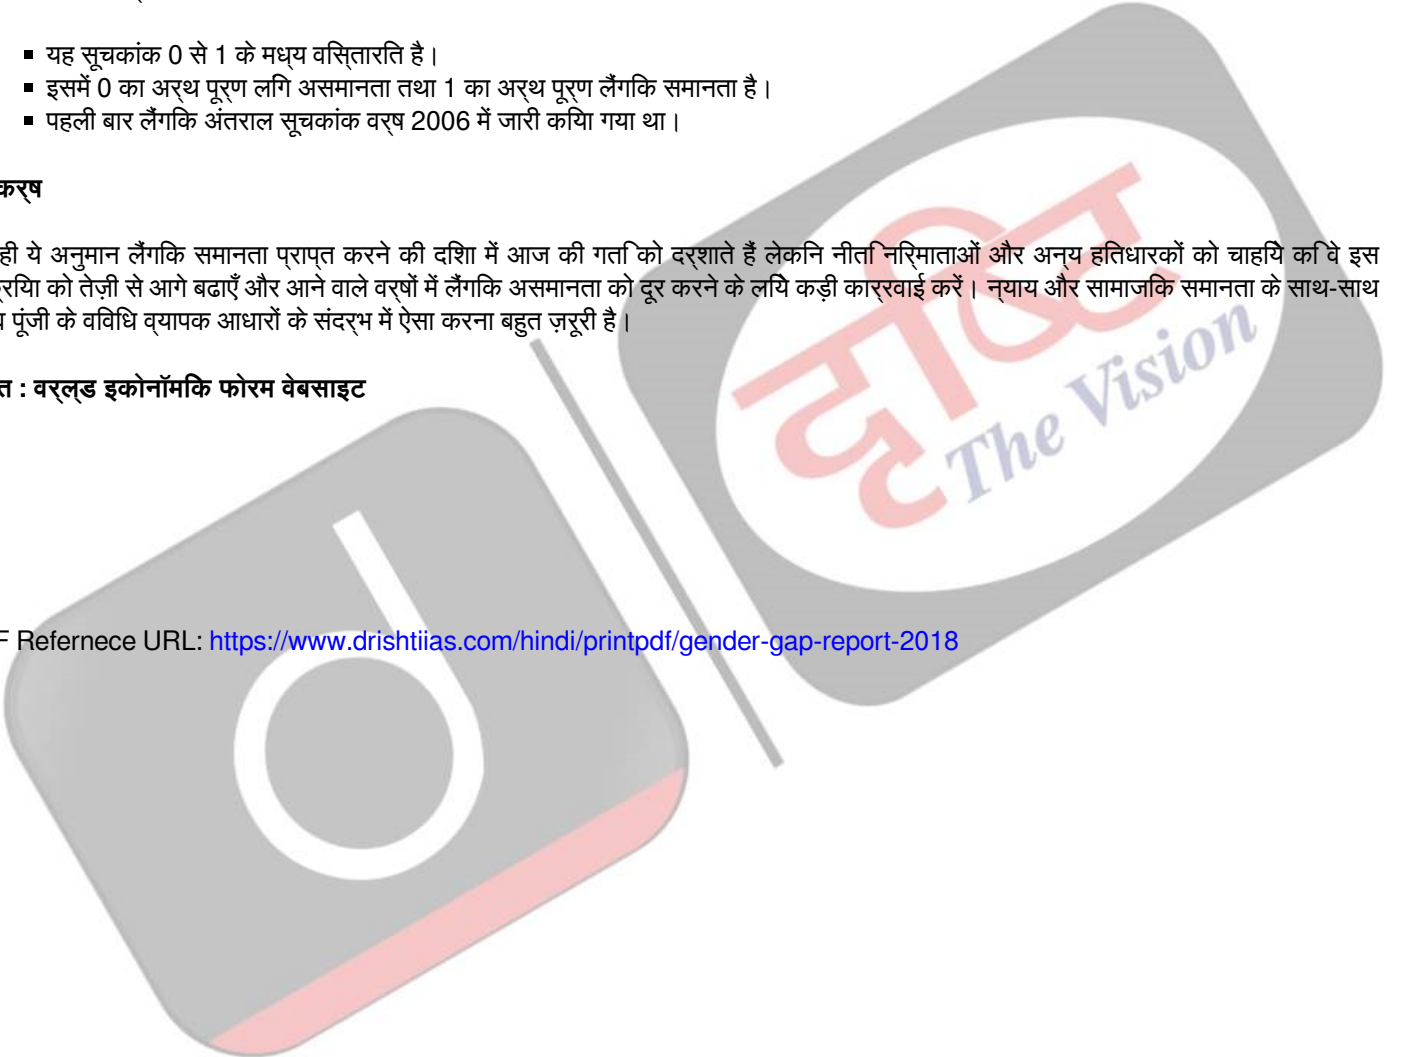 यह सूचकांक 0 से 1 के मध्य विस्तारित है।
इसमें 0 का अर्थ पूर्ण लिंग असमानता तथा 1 का अर्थ पूर्ण लैंगिक समानता है।
पहली बार लैंगिक अंतराल सूचकांक वर्ष 2006 में जारी किया गया था।
कर्ष
ही ये अनुमान लैंगिक समानता प्राप्त करने की दिशा में आज की गति को दर्शाते हैं लेकिन नीति निर्माताओं और अन्य हितधारकों को चाहिये कि वे इस
क्रिया को तेज़ी से आगे बढाएँ और आने वाले वर्षों में लैंगिक असमानता को दूर करने के लिये कड़ी कार्रवाई करें। न्याय और सामाजिक समानता के साथ-साथ
पूंजी के विविध व्यापक आधारों के संदर्भ में ऐसा करना बहुत ज़रूरी है।
त : वर्ल्ड इकोनॉमिक फोरम वेबसाइट
दृष्टि
The Vision
F Refernece URL: https://www.drishtiias.com/hindi/printpdf/gender-gap-report-2018